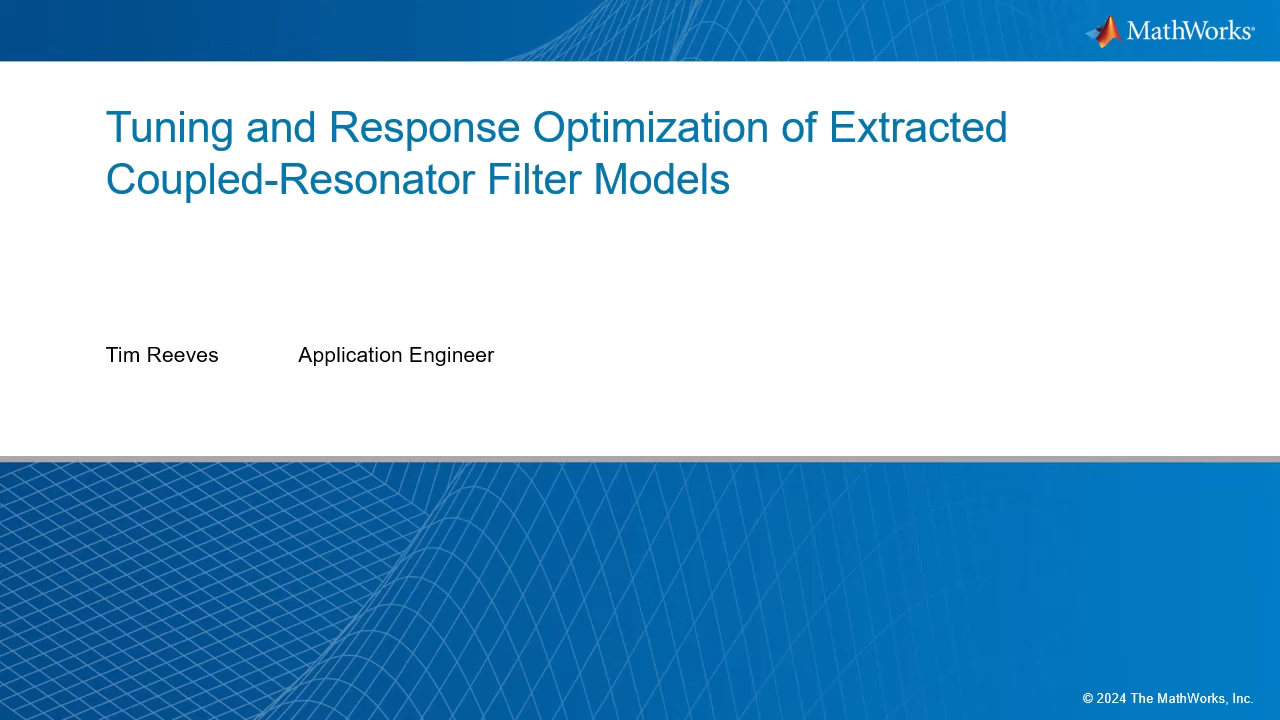 MathWorks®
Tuning and Response Optimization of Extracted
Coupled-Resonator Filter Models
Tim Reeves Application Engineer
© 2024 The MathWorks, Inc.